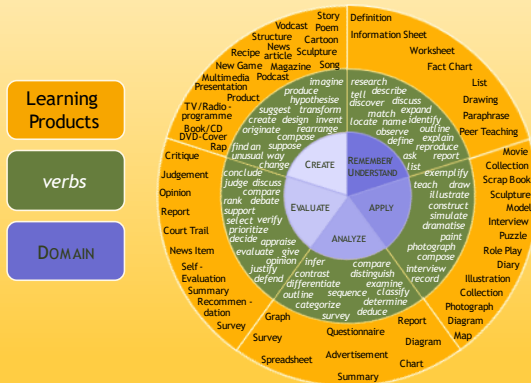 Learning
Products
verbs
DOMAIN
Story
Vodcast
Poem
Structure
Cartoon
News
article
Sculpture
Recipe
New Game
Magazine
Song
Multimedia
Podcast
Presentation
Product
TV/Radio -
programme
Book/CD
DVD-Cover
Rap
Definition
Information Sheet
Worksheet
Fact Chart
List
Drawing
Paraphrase
Peer Teaching
Movie
Collection
Scrap Book
Sculpture
Model
Interview
Puzzle
Role Play
Diary
Illustration
Collection
Photograph
Diagram
Map
Report
Diagram
Chart
Questionnaire
Advertisement
Summary
Graph
Survey
Spreadsheet
Critique
Judgement
Opinion
Report
Court Trail
News Item
Self -
Evaluation
Summary
Recommen -
dation
Survey
imagine
produce
hypothesise
suggest transform
create design invent
originate rearrange
compose
find an suppose
unusual way
change
research
tell describe
discover discuss
match expand
locate name identify
observe outline
define explain
reproduce
ask report
list
exemplify
teach draw
illustrate
construct
simulate
dramatise
paint
photograph
compose
interview
record
compare
infer distinguish
contrast examine
differentiate classify
outline sequence determine
categorize deduce
survey
conclude
judge discuss
compare
rank debate
support
select verify
prioritize
decide
appraise
evaluate give
opinion
justify
defend
CREATE
REMEMBER/
UNDERSTAND
EVALUATE
APPLY
ANALYZE